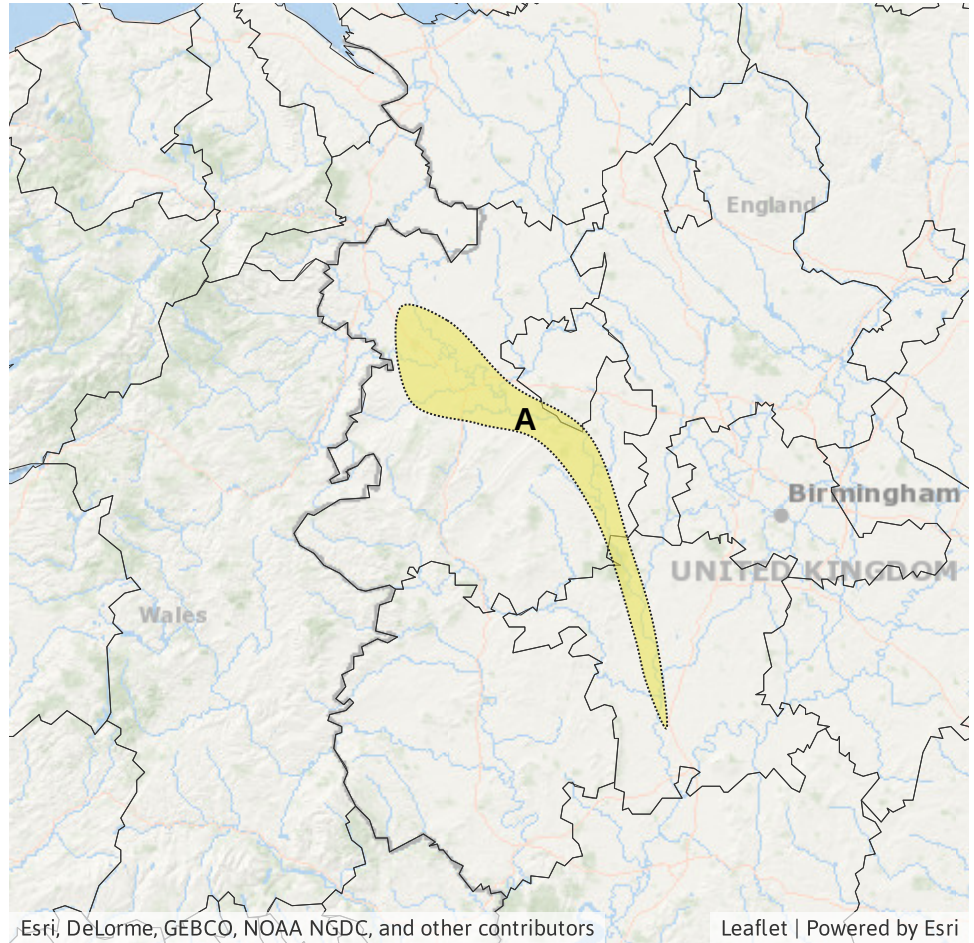 England
A
Birmingham
UNITED KINGDOM
Wales
Esri, DeLorme, GEBCO, NOAA NGDC, and other contributors
Leaflet | Powered by Esri